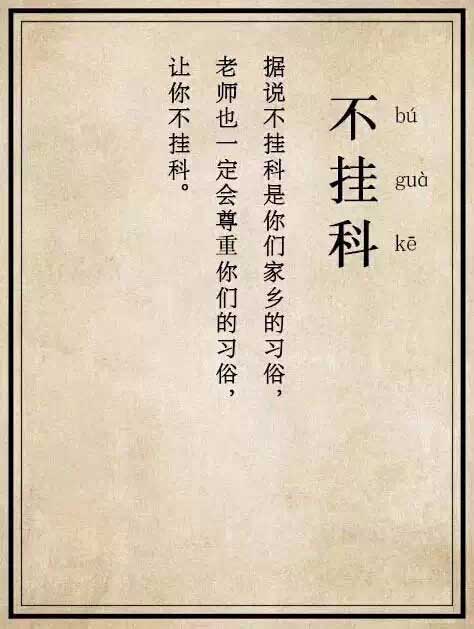 不挂科
bú guà kē
据说不挂科是你们家乡的习俗，
老师也一定会尊重你们的习俗，
让你不挂科。